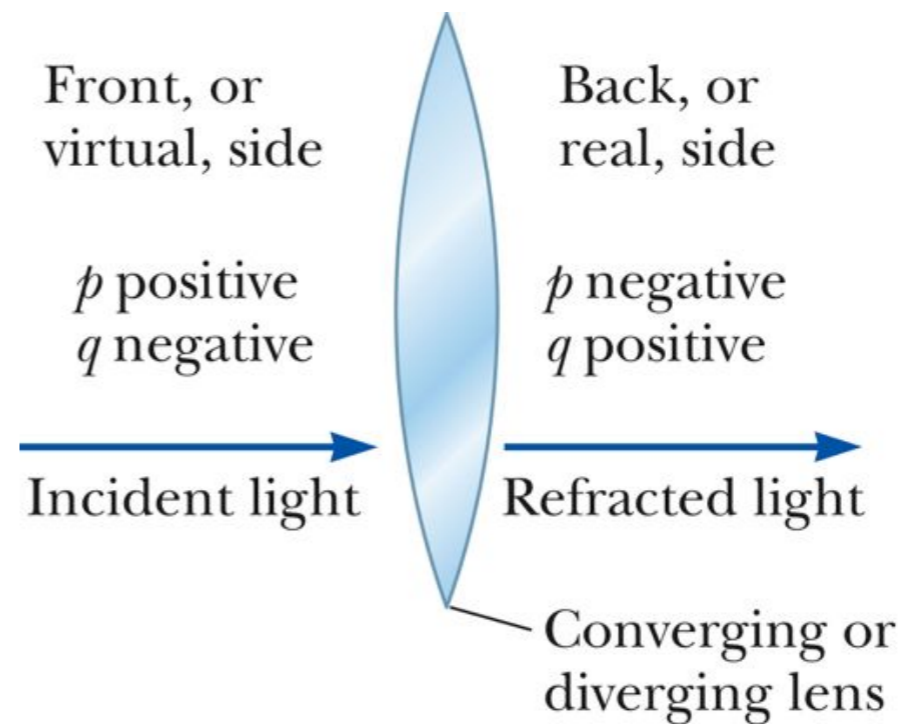 Front, or
virtual, side
Back, or
real, side
p positive
q negative
p negative
q positive
Incident light
Refracted light
Converging or
diverging lens